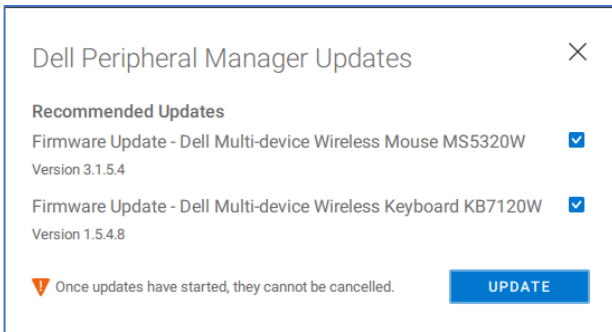 Dell Peripheral Manager Updates
Recommended Updates
Firmware Update - Dell Multi-device Wireless Mouse MS5320W
Version 3.1.5.4
Firmware Update - Dell Multi-device Wireless Keyboard KB7120W
Version 1.5.4.8
Once updates have started, they cannot be cancelled.
UPDATE